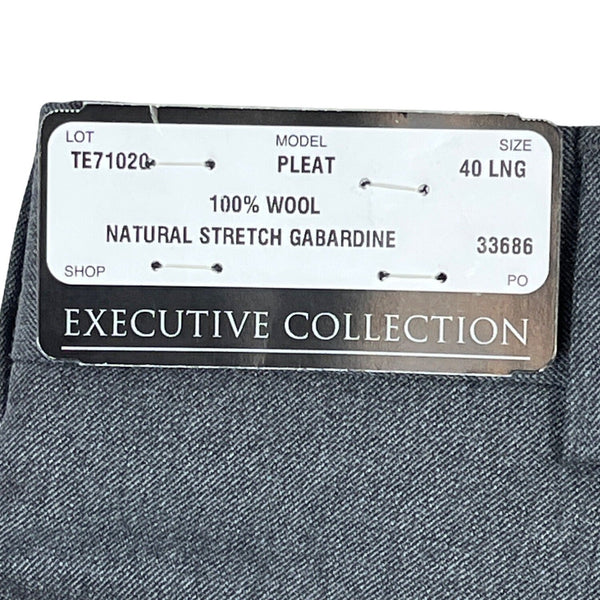 LOT MODEL SIZE
TE71020 PLEAT 40 LNG
100% WOOL
NATURAL STRETCH GABARDINE 33686
SHOP PO
EXECUTIVE COLLECTION